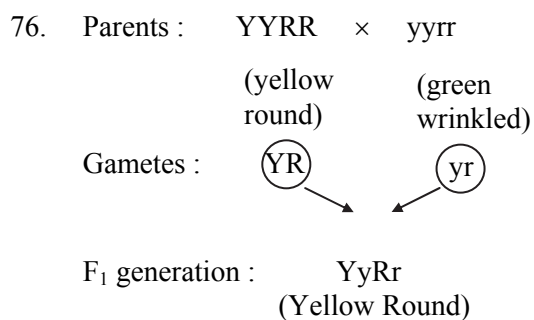 76. Parents : YYRR × yyrr
(yellow (green
round) wrinkled)
Gametes : YR yr
F₁ generation : YyRr
(Yellow Round)